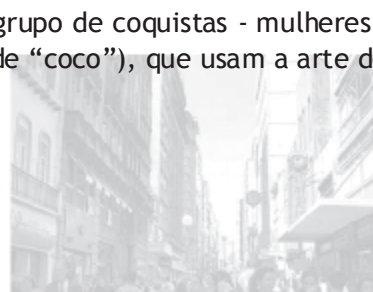 grupo de coquistas - mulheres
de “coco”), que usam a arte d